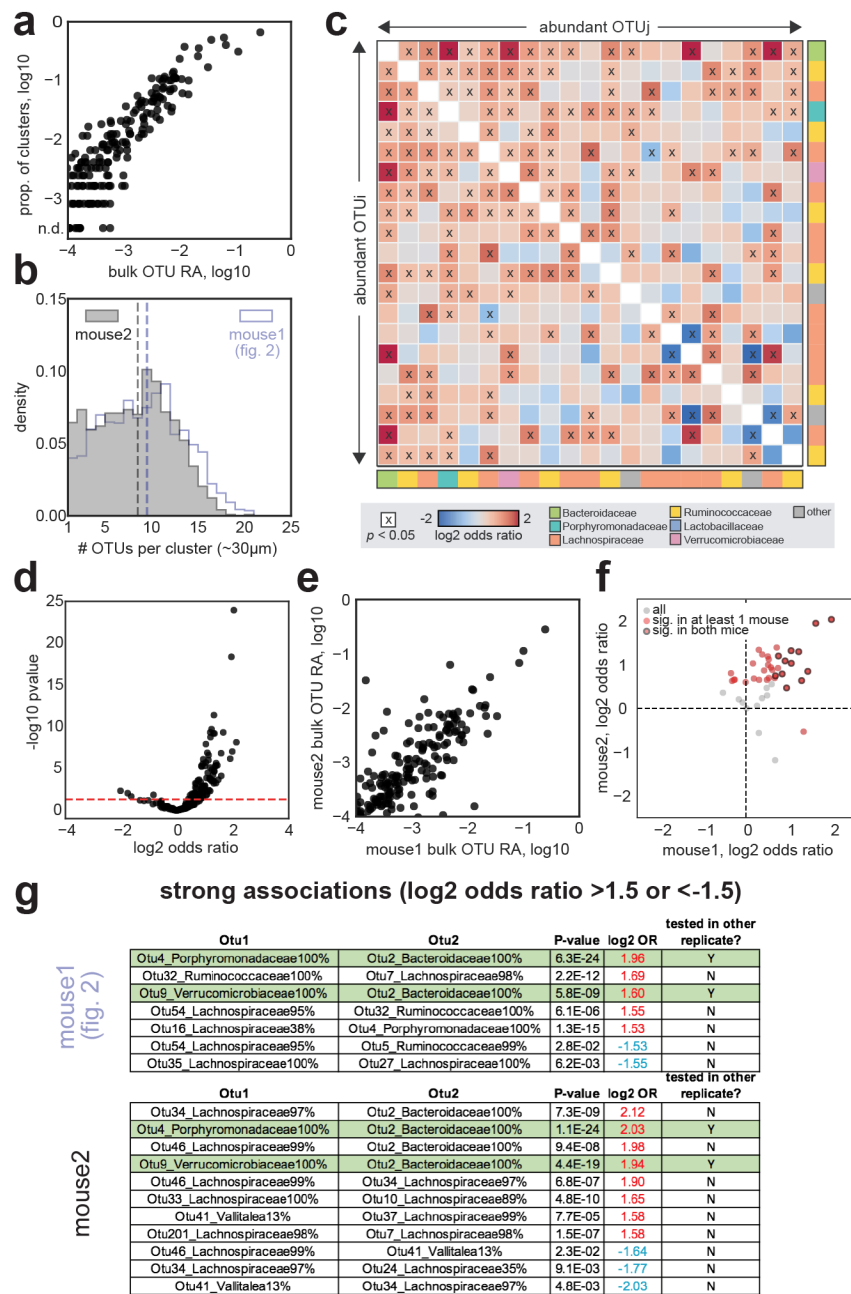 a
0
−1
−2
−3
n.d.
prop. of clusters, log10
−4
−3
−2
−1
0
bulk OTU RA, log10
b
0.15
0.10
0.05
0.00
density
mouse2
mouse1
(fig. 2)
1
5
10
15
20
25
# OTUs per cluster (~30µm)
c
abundant OTUj
abundant OTUi
x
p < 0.05
-2
2
log2 odds ratio
Bacteroidaceae
Porphyromonadaceae
Lachnospiraceae
Ruminococcaceae
Lactobacillaceae
Verrucomicrobiaceae
other
d
25
20
15
10
5
0
-log10 pvalue
−4
−2
0
2
4
log2 odds ratio
e
0
−1
−2
−3
−4
mouse2 bulk OTU RA, log10
−4
−3
−2
−1
0
mouse1 bulk OTU RA, log10
f
all
sig. in at least 1 mouse
sig. in both mice
2
1
0
−1
−2
mouse2, log2 odds ratio
−2
−1
0
1
2
mouse1, log2 odds ratio
g
strong associations (log2 odds ratio >1.5 or <-1.5)
mouse1
(fig. 2)
Otu1 Otu2 P-value log2 OR tested in other
replicate?
Otu4_Porphyromonadaceae100% Otu2_Bacteroidaceae100% 6.3E-24 1.96 Y
Otu32_Ruminococcaceae100% Otu7_Lachnospiraceae98% 2.2E-12 1.69 N
Otu9_Verrucomicrobiaceae100% Otu2_Bacteroidaceae100% 5.8E-09 1.60 Y
Otu54_Lachnospiraceae95% Otu32_Ruminococcaceae100% 6.1E-06 1.55 N
Otu16_Lachnospiraceae38% Otu4_Porphyromonadaceae100% 1.3E-15 1.53 N
Otu54_Lachnospiraceae95% Otu5_Ruminococcaceae99% 2.8E-02 -1.53 N
Otu35_Lachnospiraceae100% Otu27_Lachnospiraceae100% 6.2E-03 -1.55 N
mouse2
Otu1 Otu2 P-value log2 OR tested in other
replicate?
Otu34_Lachnospiraceae97% Otu2_Bacteroidaceae100% 7.3E-09 2.12 N
Otu4_Porphyromonadaceae100% Otu2_Bacteroidaceae100% 1.1E-24 2.03 Y
Otu46_Lachnospiraceae99% Otu2_Bacteroidaceae100% 9.4E-08 1.98 N
Otu9_Verrucomicrobiaceae100% Otu2_Bacteroidaceae100% 4.4E-19 1.94 Y
Otu46_Lachnospiraceae99% Otu34_Lachnospiraceae97% 6.8E-07 1.90 N
Otu33_Lachnospiraceae100% Otu10_Lachnospiraceae89% 4.8E-10 1.65 N
Otu41_Vallitalea13% Otu37_Lachnospiraceae99% 7.7E-05 1.58 N
Otu201_Lachnospiraceae98% Otu7_Lachnospiraceae98% 1.5E-07 1.58 N
Otu46_Lachnospiraceae99% Otu41_Vallitalea13% 2.3E-02 -1.64 N
Otu34_Lachnospiraceae97% Otu24_Lachnospiraceae35% 9.1E-03 -1.77 N
Otu41_Vallitalea13% Otu34_Lachnospiraceae97% 4.8E-03 -2.03 N